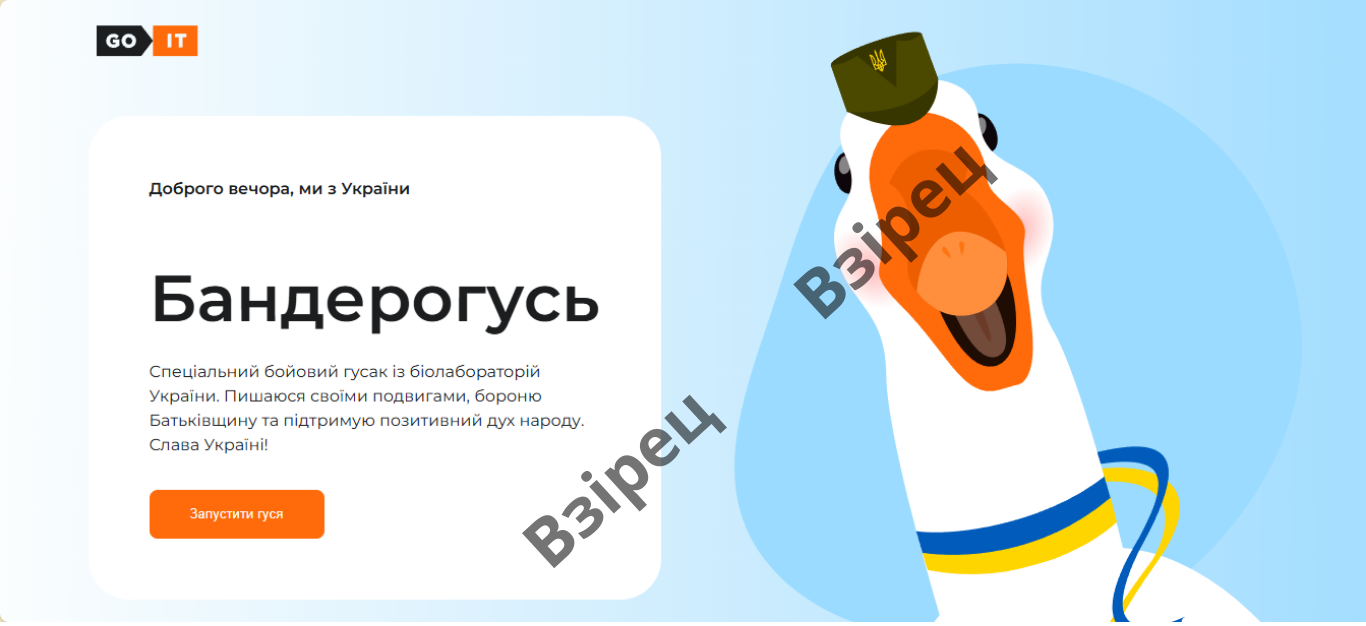 GO IT
Доброго вечора, ми з України
Бандерогусь
Спеціальний бойовий гусак із біолабораторій
України. Пишаюся своїми подвигами, бороню
Батьківщину та підтримую позитивний дух народу.
Слава Україні!
Запустити гуся
Взірец
Взірец